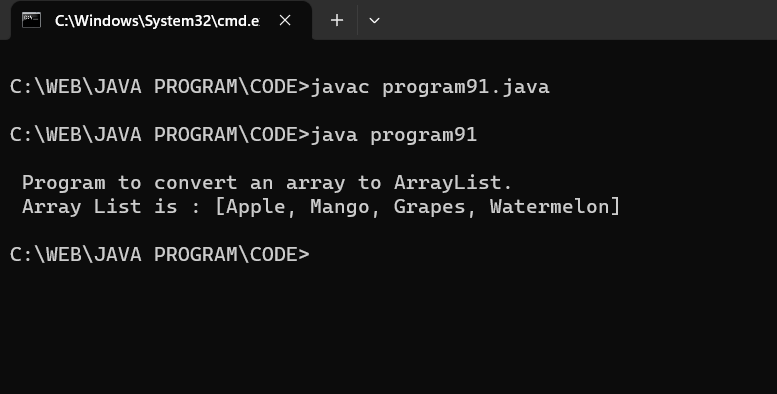 C:\Windows\System32\cmd.e
C:\WEB\JAVA PROGRAM\CODE>javac program91.java
C:\WEB\JAVA PROGRAM\CODE>java program91
Program to convert an array to ArrayList.
Array List is : [Apple, Mango, Grapes, Watermelon]
C:\WEB\JAVA PROGRAM\CODE>